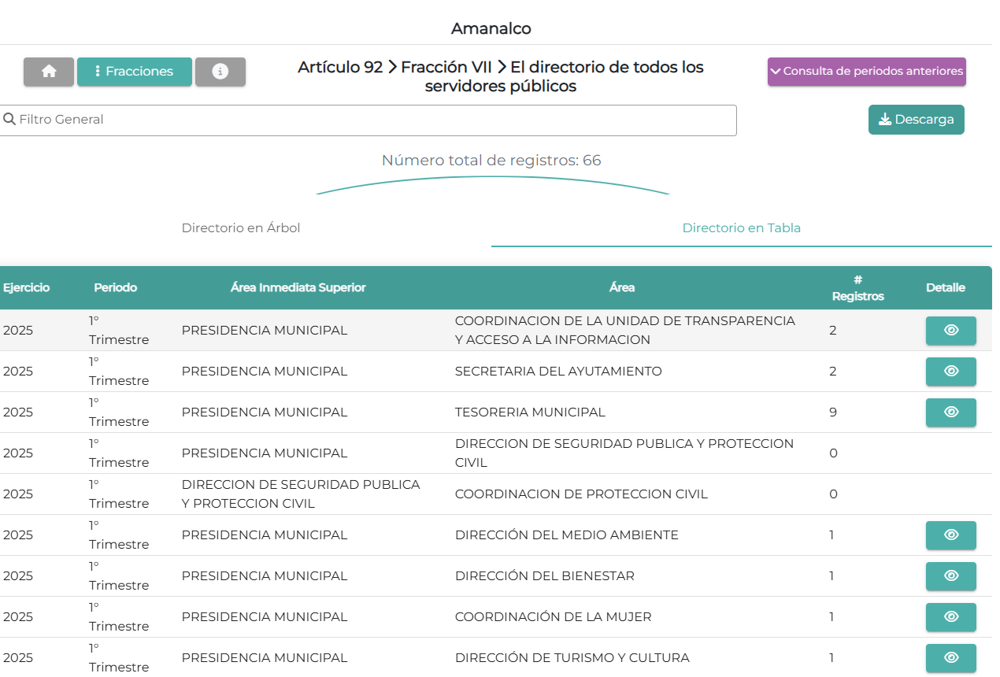 Amanalco
Fracciones
Artículo 92 > Fracción VII > El directorio de todos los
servidores públicos
Consulta de periodos anteriores
Filtro General
Descarga
Número total de registros: 66
Directorio en Árbol
Directorio en Tabla
Ejercicio Periodo Área Inmediata Superior Área # Registros Detalle
2025 1° Trimestre PRESIDENCIA MUNICIPAL COORDINACION DE LA UNIDAD DE TRANSPARENCIA Y ACCESO A LA INFORMACION 2
2025 1° Trimestre PRESIDENCIA MUNICIPAL SECRETARIA DEL AYUTAMIENTO 2
2025 1° Trimestre PRESIDENCIA MUNICIPAL TESORERIA MUNICIPAL 9
2025 1° Trimestre PRESIDENCIA MUNICIPAL DIRECCION DE SEGURIDAD PUBLICA Y PROTECCION CIVIL 0
2025 1° Trimestre DIRECCION DE SEGURIDAD PUBLICA Y PROTECCION CIVIL COORDINACION DE PROTECCION CIVIL 0
2025 1° Trimestre PRESIDENCIA MUNICIPAL DIRECCIÓN DEL MEDIO AMBIENTE 1
2025 1° Trimestre PRESIDENCIA MUNICIPAL DIRECCIÓN DEL BIENESTAR 1
2025 1° Trimestre PRESIDENCIA MUNICIPAL COORDINACIÓN DE LA MUJER 1
2025 1° Trimestre PRESIDENCIA MUNICIPAL DIRECCIÓN DE TURISMO Y CULTURA 1